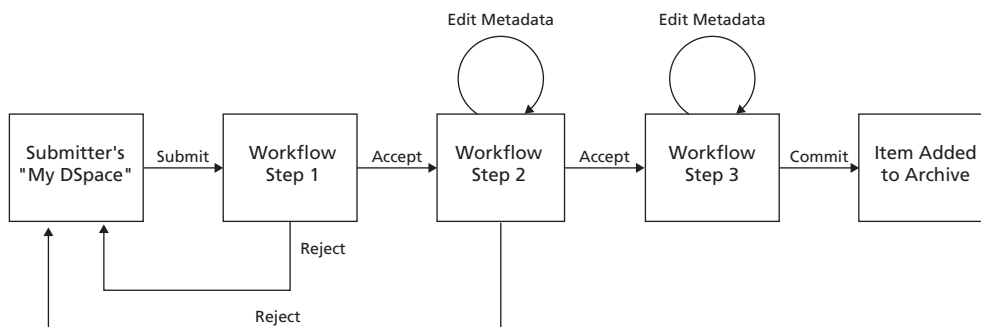 Edit Metadata
Edit Metadata
Submitter's
"My DSpace"
Submit
Workflow
Step 1
Accept
Workflow
Step 2
Accept
Workflow
Step 3
Commit
Item Added
to Archive
Reject
Reject